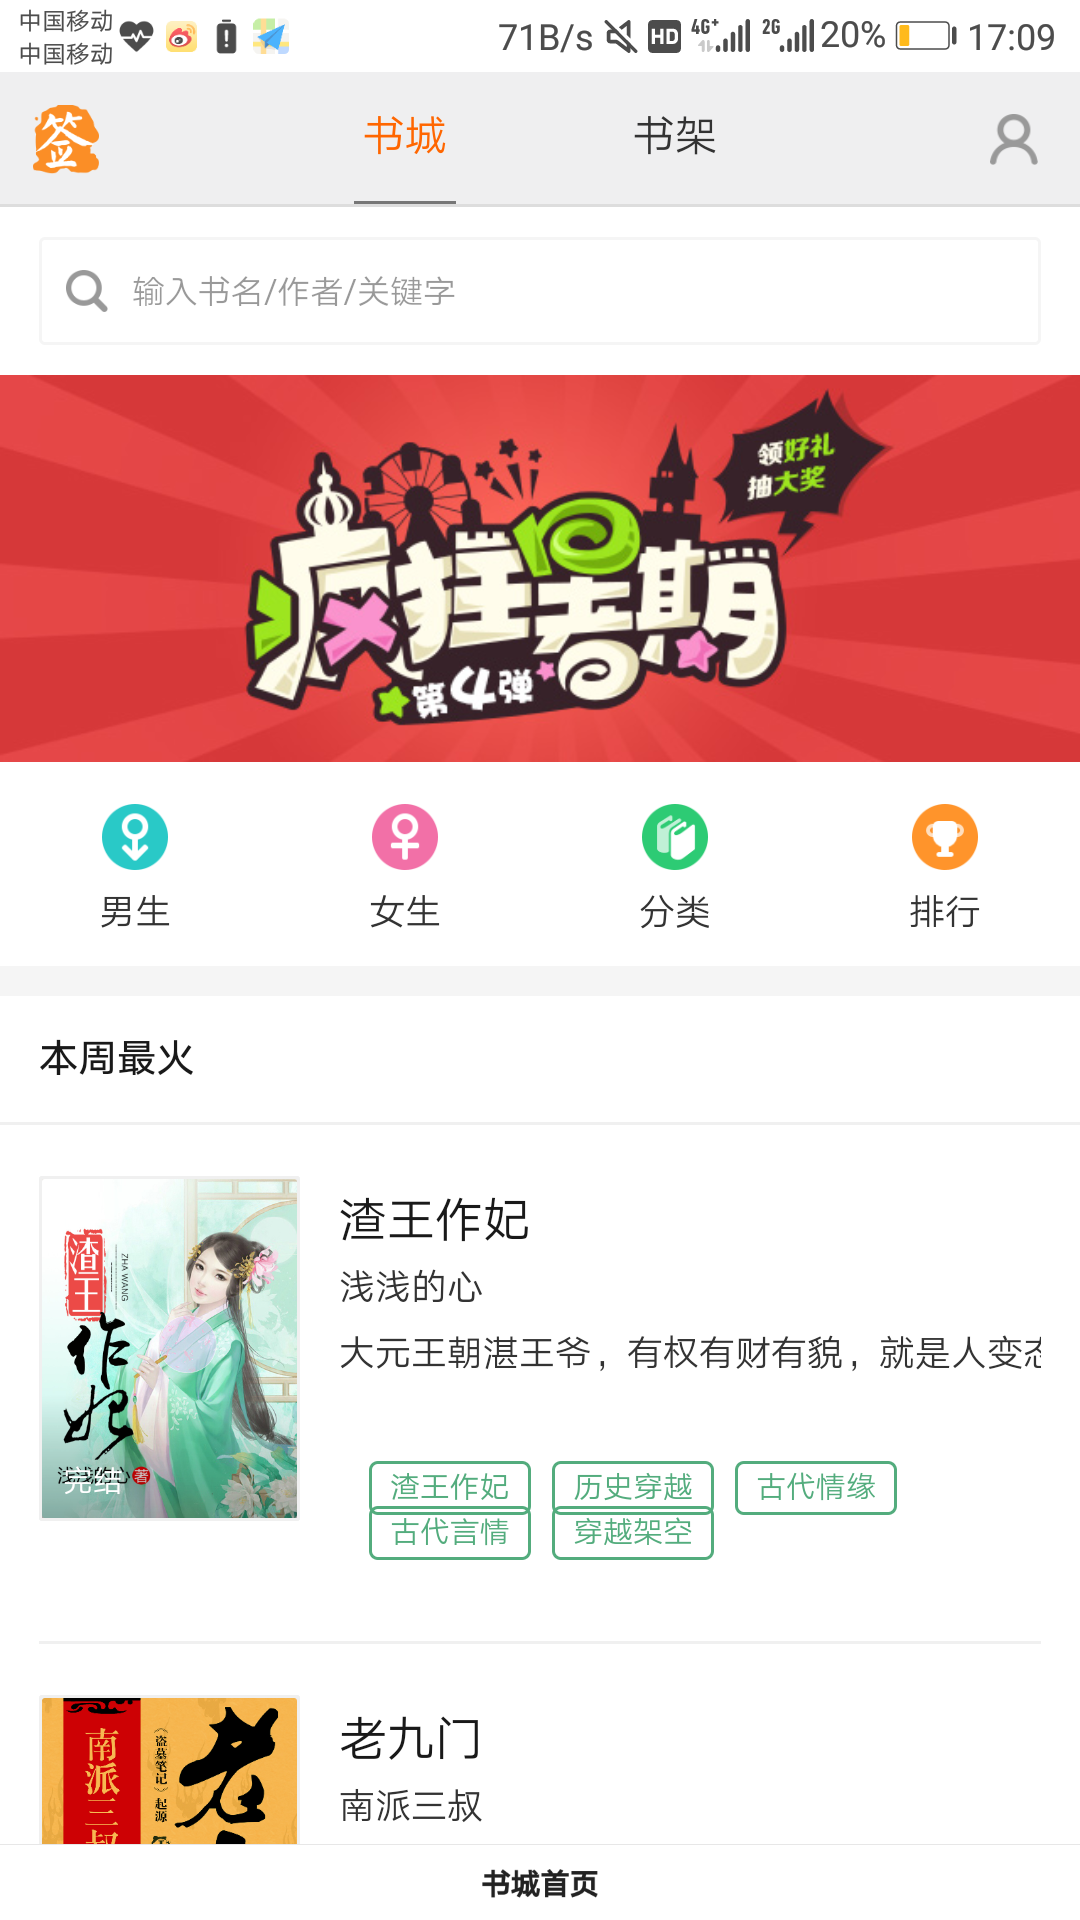 中国移动
中国移动
71B/s HD 4G+ 2G 20% 17:09
签 书城 书架
输入书名/作者/关键字
领好礼
抽大奖
疯狂暑期
第4弹
男生 女生 分类 排行
本周最火
渣王
ZHA WANG
作妃
完结
著
渣王作妃
浅浅的心
大元王朝湛王爷，有权有财有貌，就是人变态
渣王作妃 历史穿越 古代情缘
古代言情 穿越架空
南派三叔
《盗墓笔记》起源
老
老九门
南派三叔
书城首页